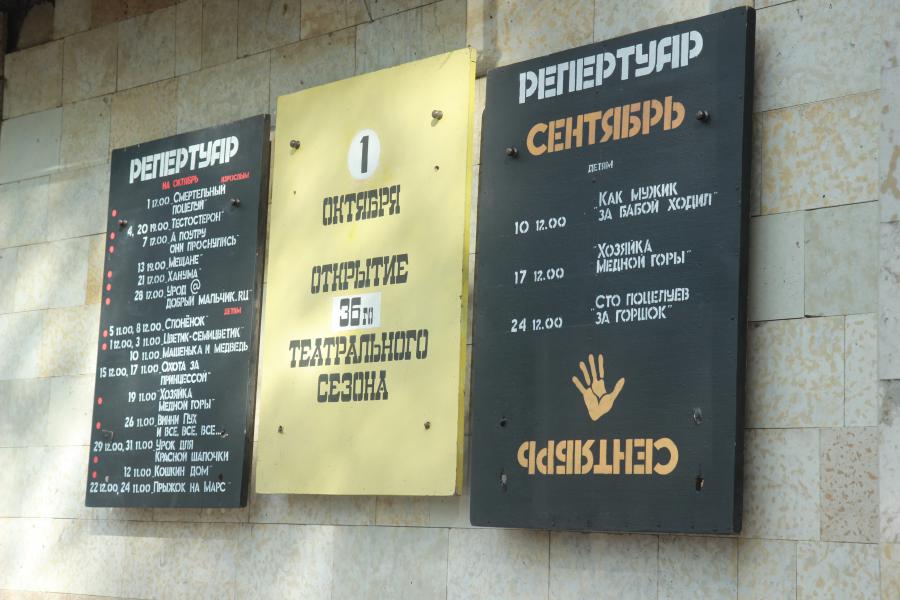 РЕПЕРТУАР
НА ОКТЯБРЬ ВЗРОСЛЫМ
1 17.00 „СМЕРТЕЛЬНЫЙ
ПОЦЕЛУЙ"
4, 20 19.00 „ТЕСТОСТЕРОН"
7 17.00 „А ПОУТРУ
ОНИ ПРОСНУЛИСЬ"
13 19.00 „МЕЩАНЕ"
21 17.00 „ХАНУМА"
28 17.00 „УРОД @
ДОБРЫЙ МАЛЬЧИК.RU"
ДЕТЯМ
5 11.00, 8 12.00 „СЛОНЁНОК"
1 12.00, 3 11.00 „ЦВЕТИК-СЕМИЦВЕТИК"
10 11.00 „МАШЕНЬКА И МЕДВЕДЬ
15 12.00, 17 11.00 „ОХОТА ЗА
ПРИНЦЕССОЙ"
19 11.00 „ХОЗЯЙКА
МЕДНОЙ ГОРЫ"
26 11.00 „ВИННИ ПУХ
И ВСЕ, ВСЕ, ВСЕ...
29 12.00, 31 11.00 „УРОК ДЛЯ
КРАСНОЙ ШАПОЧКИ
12 11.00 „КОШКИН ДОМ"
22 12.00, 24 11.00 „ПРЫЖОК НА МАРС"
1
ОКТЯБРЯ
ОТКРЫТИЕ
36ГО
ТЕАТРАЛЬНОГО
СЕЗОНА
РЕПЕРТУАР
СЕНТЯБРЬ
ДЕТЯМ
10 12.00 "КАК МУЖИК
ЗА БАБОЙ ХОДИЛ"
17 12.00 "ХОЗЯЙКА
МЕДНОЙ ГОРЫ"
24 12.00 "СТО ПОЦЕЛУЕВ
ЗА ГОРШОК"
СЕНТЯБРЬ